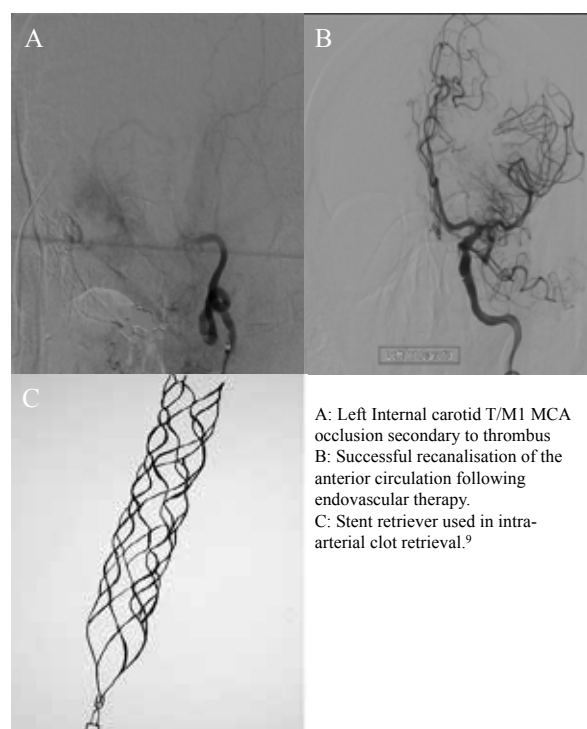 A
B
C
A: Left Internal carotid T/M1 MCA
occlusion secondary to thrombus
B: Successful recanalisation of the
anterior circulation following
endovascular therapy.
C: Stent retriever used in intra-
arterial clot retrieval.⁹